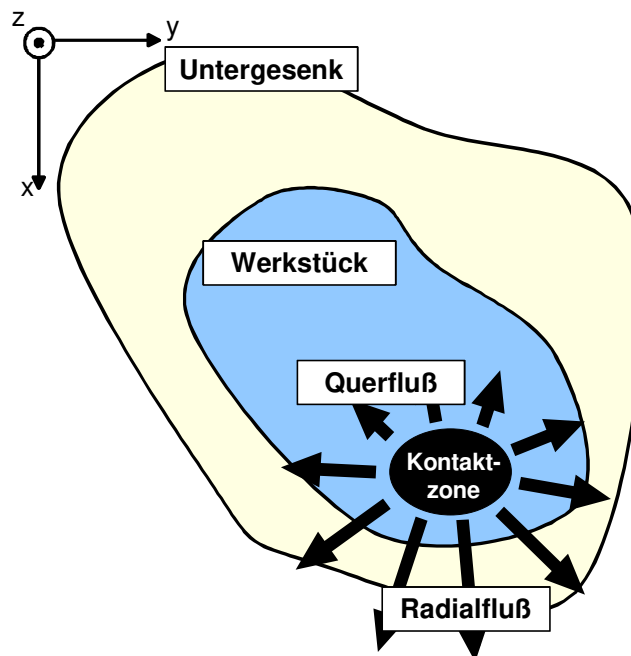 z
y
Untergesenk
x
Werkstück
Querfluß
Kontakt-
zone
Radialfluß